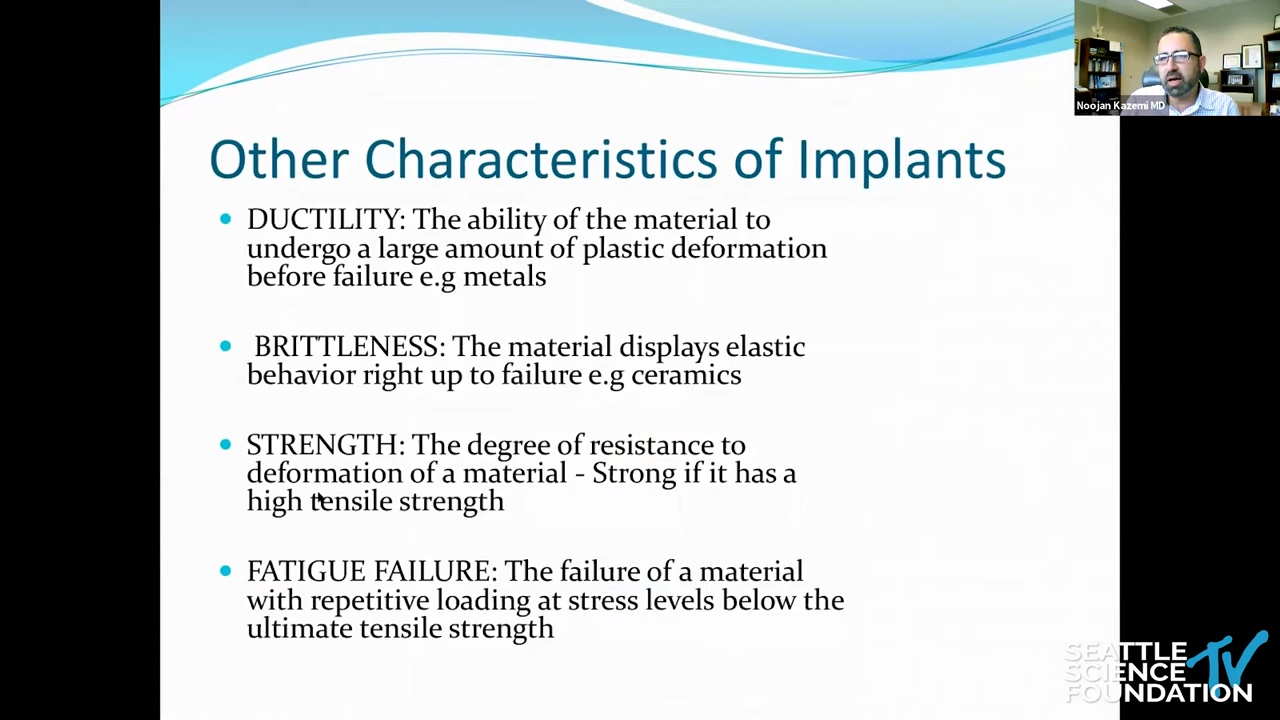 Noojan Kazemi MD
Other Characteristics of Implants
DUCTILITY: The ability of the material to
undergo a large amount of plastic deformation
before failure e.g metals
BRITTLENESS: The material displays elastic
behavior right up to failure e.g ceramics
STRENGTH: The degree of resistance to
deformation of a material - Strong if it has a
high tensile strength
FATIGUE FAILURE: The failure of a material
with repetitive loading at stress levels below the
ultimate tensile strength
SEATTLE
SCIENCE
FOUNDATION
TV